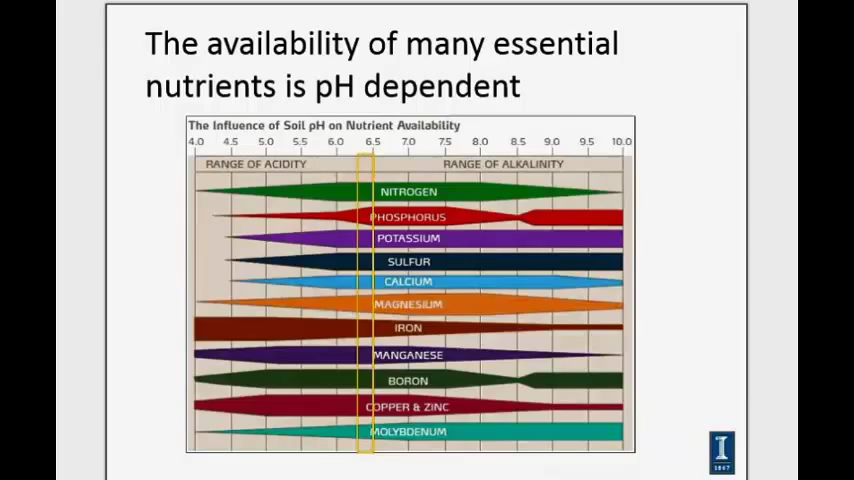 The availability of many essential
nutrients is pH dependent
The Influence of Soil pH on Nutrient Availability
4.0 4.5 5.0 5.5 6.0 6.5 7.0 7.5 8.0 8.5 9.0 9.5 10.0
RANGE OF ACIDITY RANGE OF ALKALINITY
NITROGEN
PHOSPHORUS
POTASSIUM
SULFUR
CALCIUM
MAGNESIUM
IRON
MANGANESE
BORON
COPPER & ZINC
MOLYBDENUM
I
1867